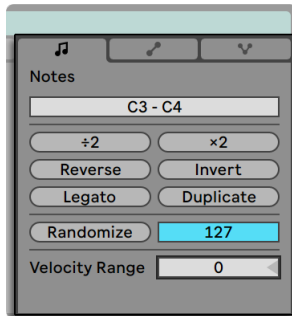 Notes
C3 - C4
÷2 ×2
Reverse Invert
Legato Duplicate
Randomize 127
Velocity Range 0